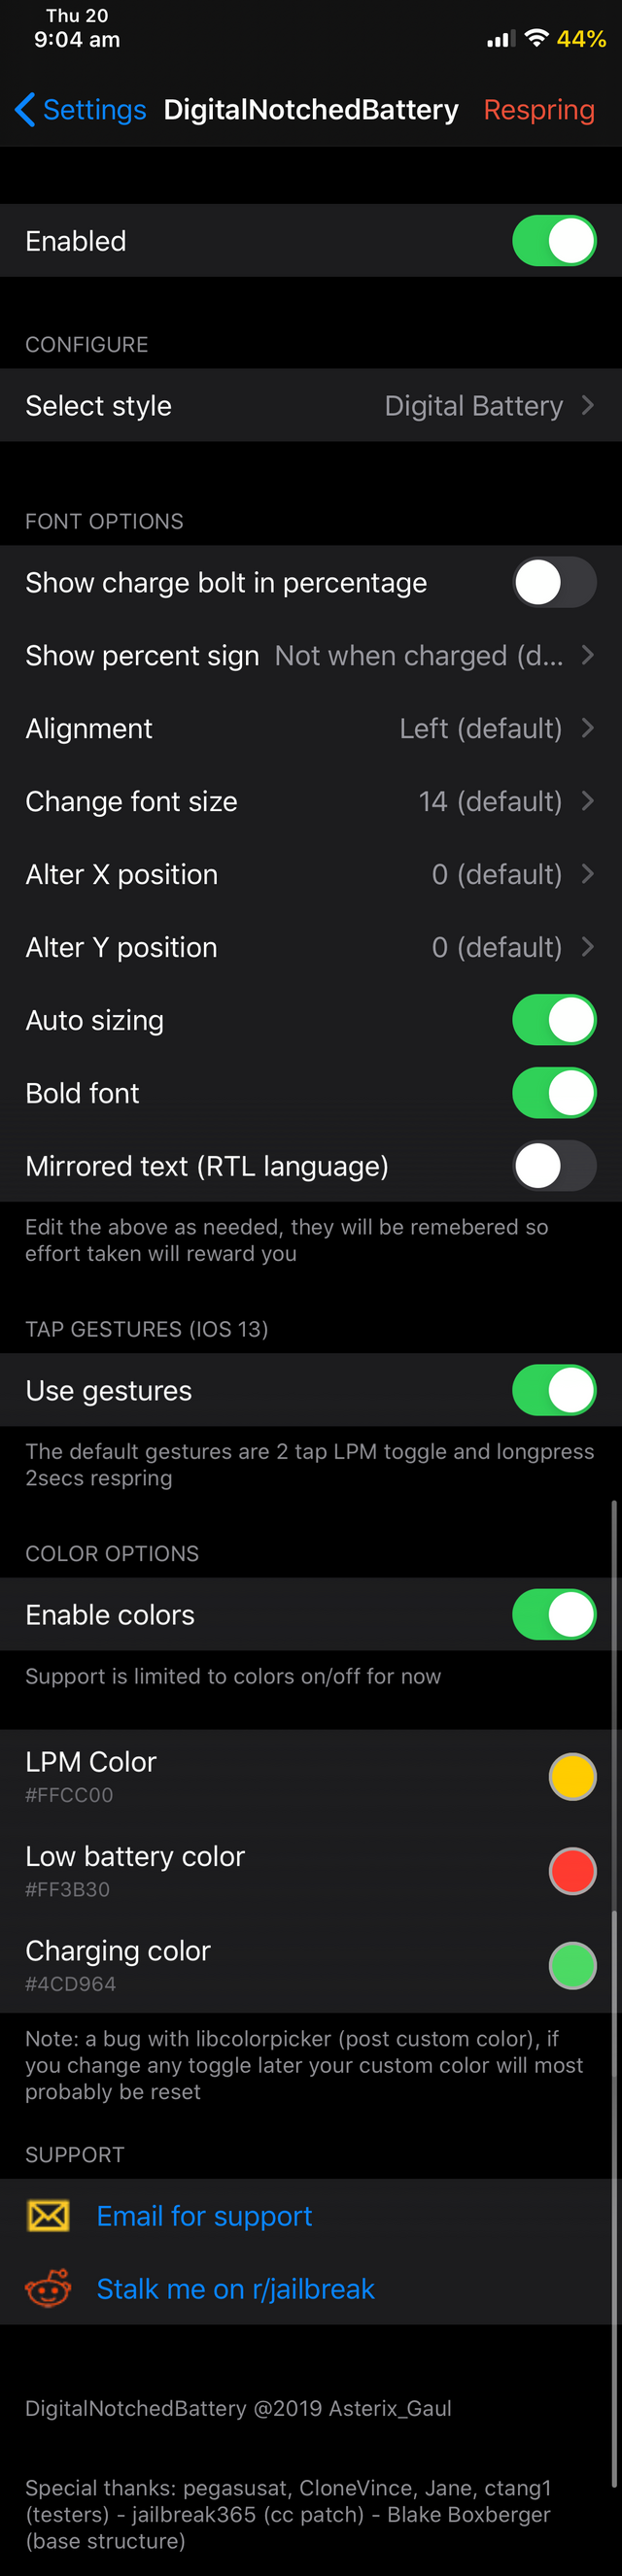 Thu 20
9:04 am
44%
Settings DigitalNotchedBattery Respring
Enabled
CONFIGURE
Select style Digital Battery
FONT OPTIONS
Show charge bolt in percentage
Show percent sign Not when charged (d...
Alignment Left (default)
Change font size 14 (default)
Alter X position 0 (default)
Alter Y position 0 (default)
Auto sizing
Bold font
Mirrored text (RTL language)
Edit the above as needed, they will be remebered so
effort taken will reward you
TAP GESTURES (IOS 13)
Use gestures
The default gestures are 2 tap LPM toggle and longpress
2secs respring
COLOR OPTIONS
Enable colors
Support is limited to colors on/off for now
LPM Color
#FFCC00
Low battery color
#FF3B30
Charging color
#4CD964
Note: a bug with libcolorpicker (post custom color), if
you change any toggle later your custom color will most
probably be reset
SUPPORT
Email for support
Stalk me on r/jailbreak
DigitalNotchedBattery @2019 Asterix_Gaul
Special thanks: pegasusat, CloneVince, Jane, ctang1
(testers) - jailbreak365 (cc patch) - Blake Boxberger
(base structure)